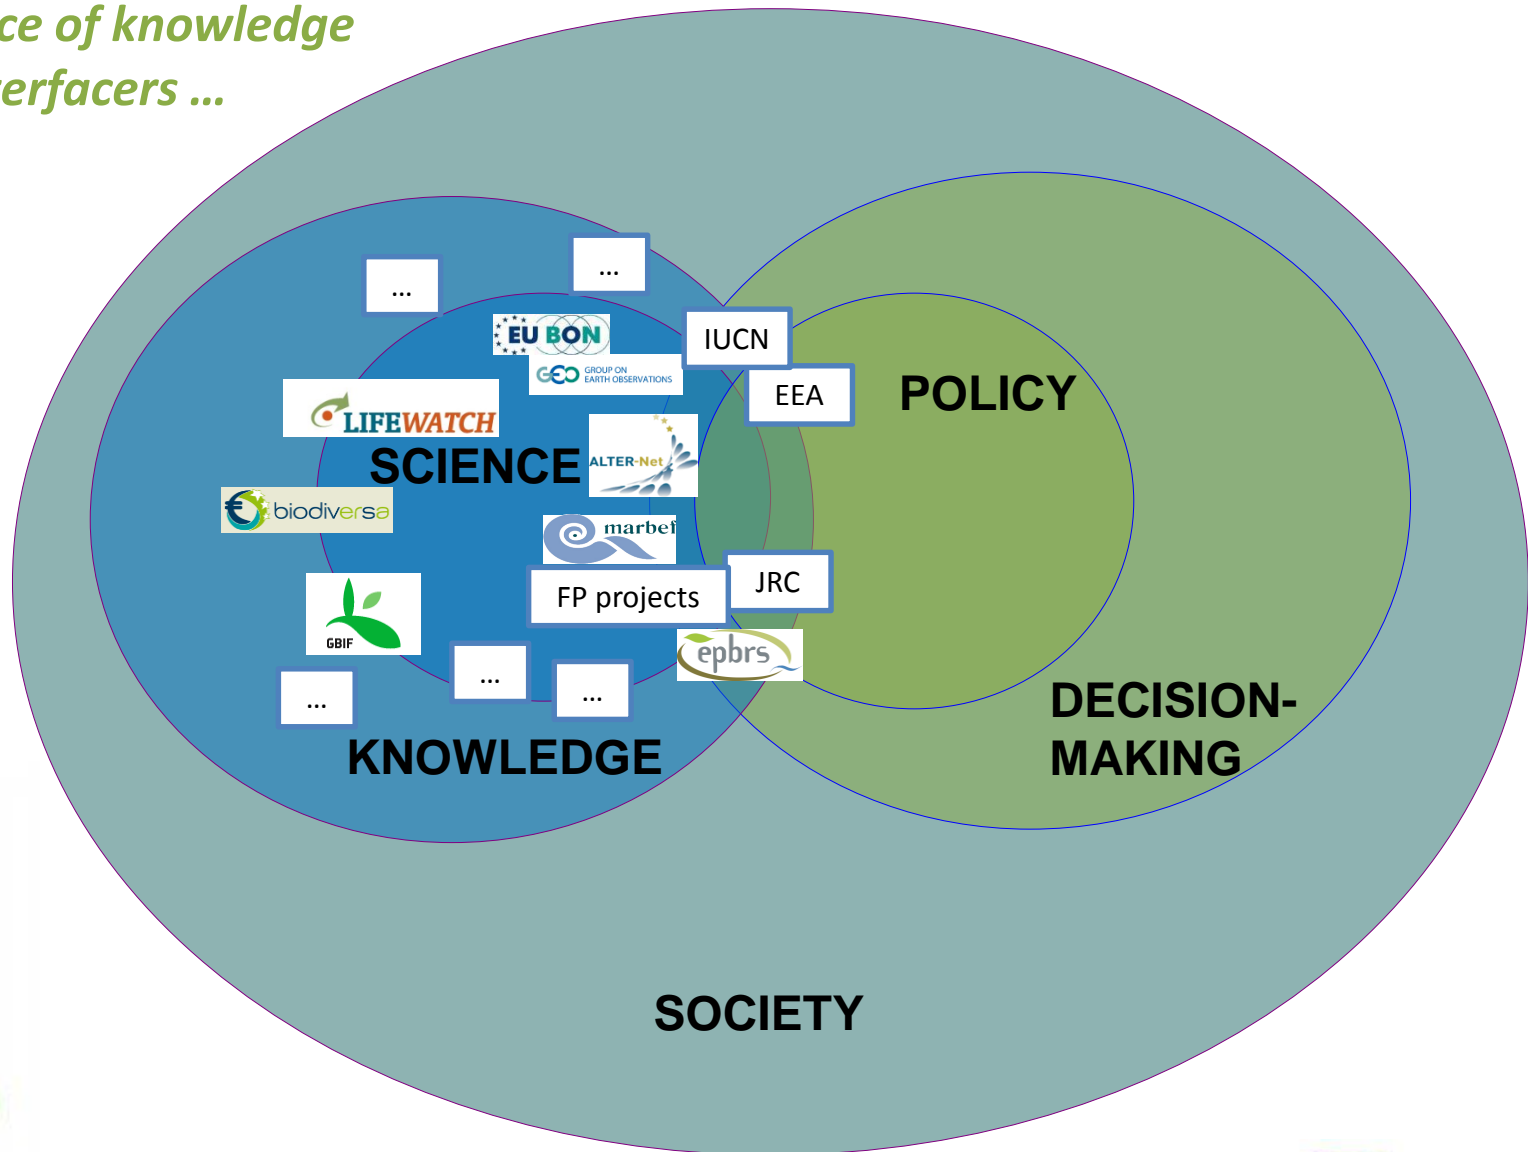 ce of knowledge
erfacers ...
...
...
EU BON
IUCN
GEO GROUP ON
EARTH OBSERVATIONS
EEA
POLICY
LIFEWATCH
SCIENCE
ALTER-Net
biodiversa
marbef
JRC
FP projects
GBIF
epbrs
...
...
...
DECISION-
MAKING
KNOWLEDGE
SOCIETY